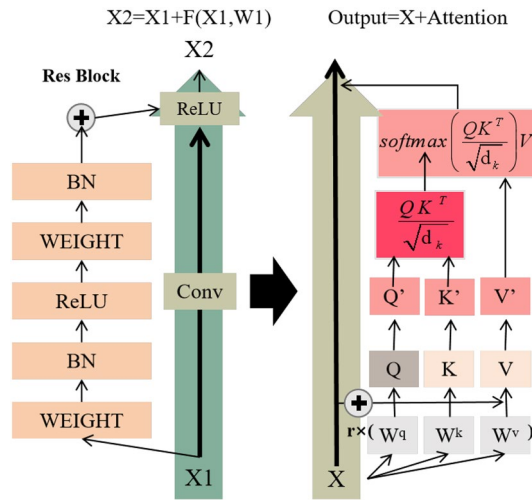 X2=X1+F(X1,W1)
X2
Res Block
+
ReLU
BN
WEIGHT
ReLU
Conv
BN
WEIGHT
X1
Output=X+Attention
softmax(QK^T/√d_k)V
QK^T/√d_k
Q’ K’ V’
Q K V
+
r×(W^q W^k W^v)
X